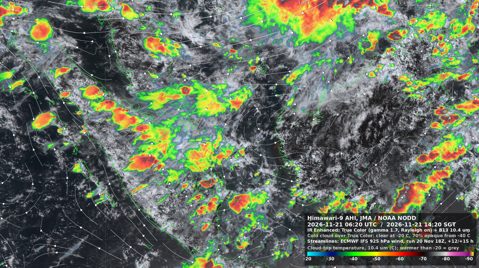 Himawari-9 AHI, JMA / NOAA NODD
2026-11-21 06:20 UTC / 2026-11-21 14:20 SGT
IR Enhanced: True Color (gamma 1.7, Rayleigh on) + B13 10.4 um
Cold cloud over True Color: clear at -20 C, 70% opaque from -40 C
Streamlines: ECMWF IFS 925 hPa wind, run 20 Nov 18Z, +12/+15 h
Cloud-top temperature, 10.4 um (C); warmer than -20 = grey
-20 -30 -40 -50 -60 -70 -80 -90